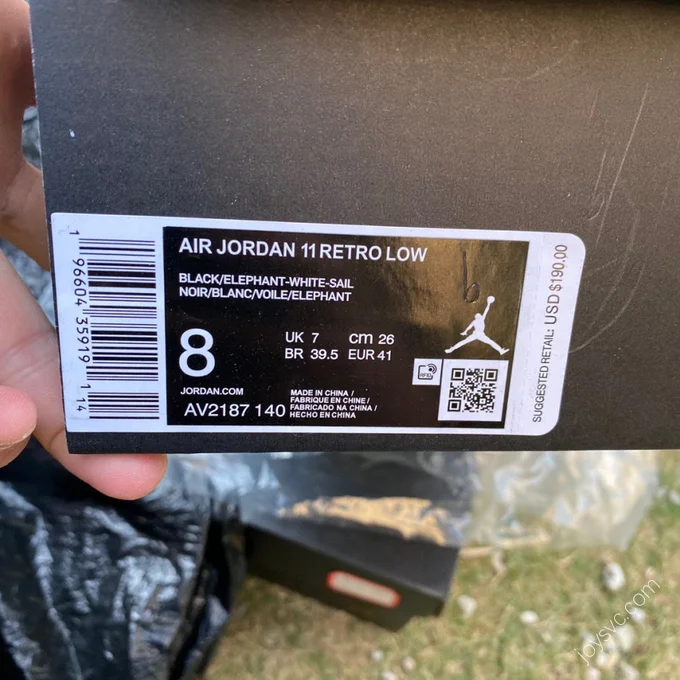 AIR JORDAN 11 RETRO LOW
BLACK/ELEPHANT-WHITE-SAIL
NOIR/BLANC/VOILE/ELEPHANT
8
UK 7 cm 26
BR 39.5 EUR 41
JORDAN.COM
AV2187 140
MADE IN CHINA /
FABRIQUE EN CHINE /
FABRICADO NA CHINA /
HECHO EN CHINA
RFID
b
1 96604 35919 1 14
SUGGESTED RETAIL: USD $190.00
joysvc.com